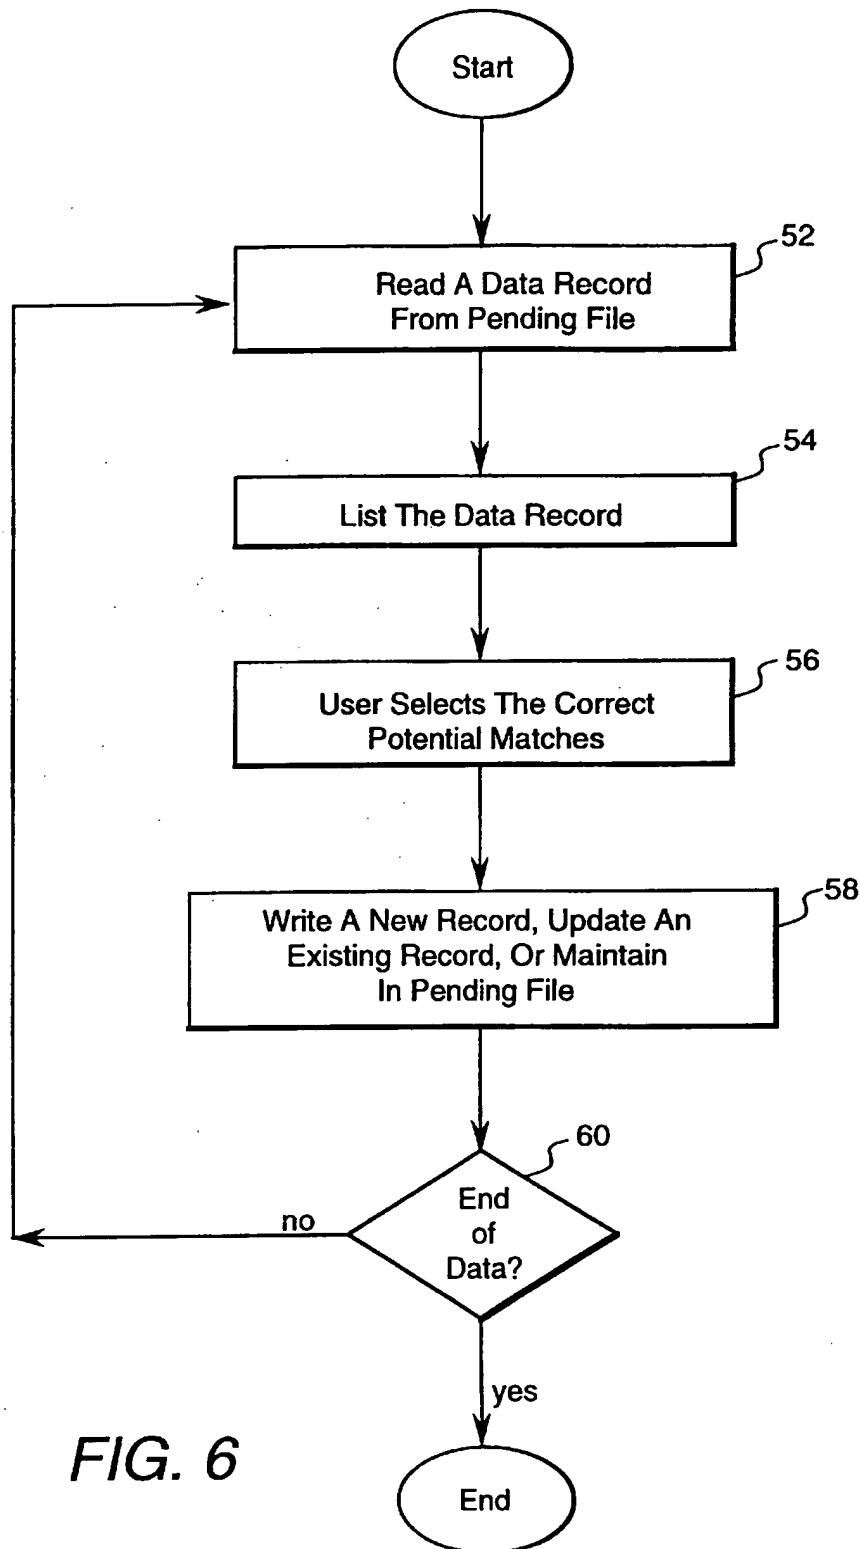 Start
52
Read A Data Record
From Pending File
54
List The Data Record
56
User Selects The Correct
Potential Matches
58
Write A New Record, Update An
Existing Record, Or Maintain
In Pending File
60
End
of
Data?
no
yes
End
FIG. 6